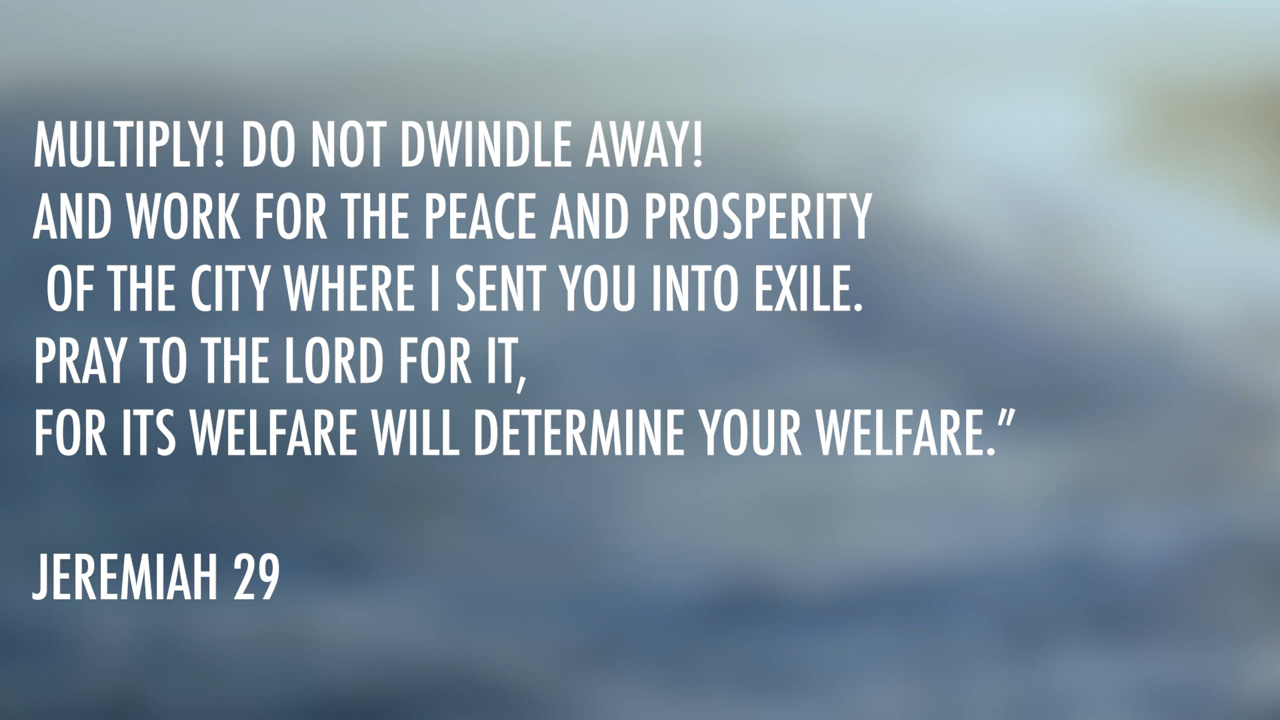 MULTIPLY! DO NOT DWINDLE AWAY!
AND WORK FOR THE PEACE AND PROSPERITY
OF THE CITY WHERE I SENT YOU INTO EXILE.
PRAY TO THE LORD FOR IT,
FOR ITS WELFARE WILL DETERMINE YOUR WELFARE.”
JEREMIAH 29